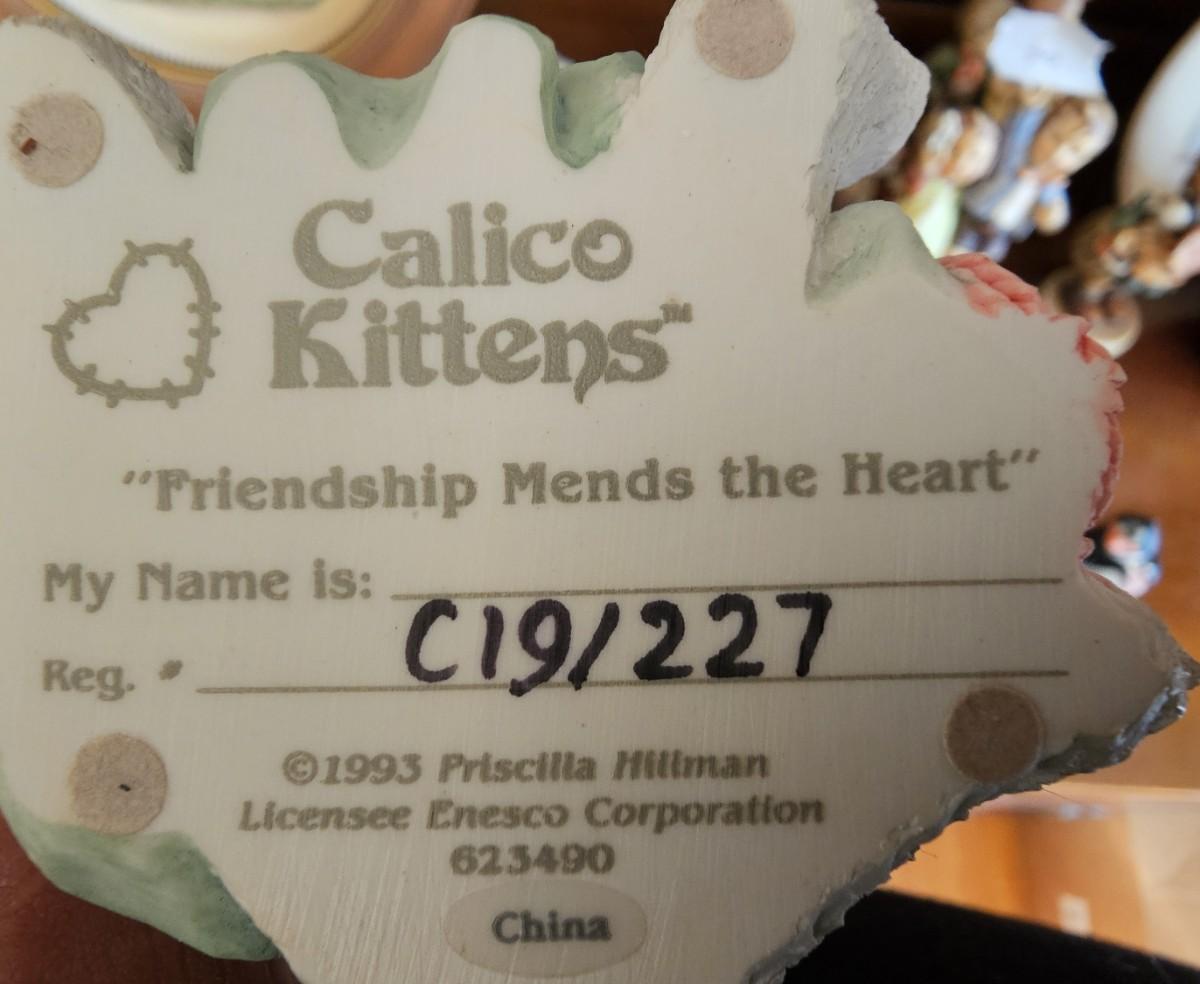 Calico
Kittens™
"Friendship Mends the Heart"
My Name is:
C19/227
Reg. #
©1993 Priscilla Hillman
Licensee Enesco Corporation
623490
China